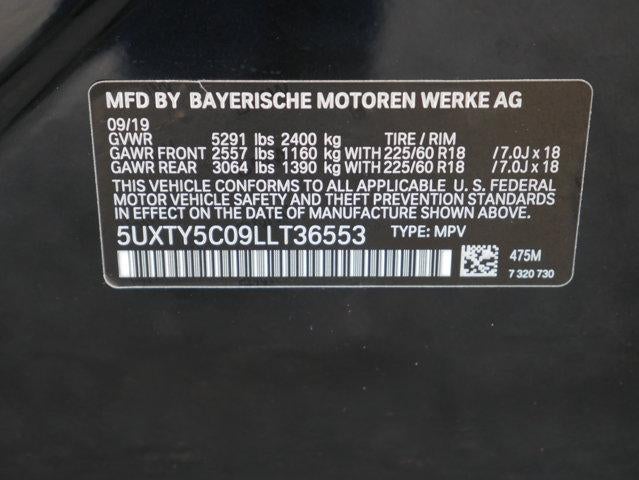 MFD BY BAYERISCHE MOTOREN WERKE AG
09/19
GVWR 5291 lbs 2400 kg TIRE / RIM
GAWR FRONT 2557 lbs 1160 kg WITH 225/60 R18 /7.0J x 18
GAWR REAR 3064 lbs 1390 kg WITH 225/60 R18 /7.0J x 18
THIS VEHICLE CONFORMS TO ALL APPLICABLE U. S. FEDERAL
MOTOR VEHICLE SAFETY AND THEFT PREVENTION STANDARDS
IN EFFECT ON THE DATE OF MANUFACTURE SHOWN ABOVE.
5UXTY5C09LLT36553 TYPE: MPV
475M
7 320 730